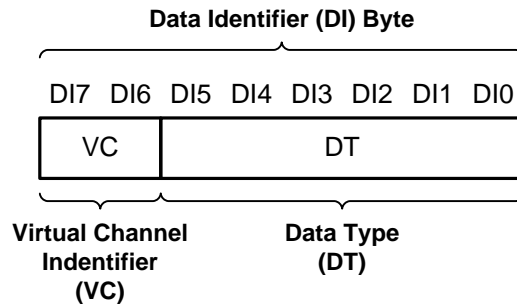 Data Identifier (DI) Byte
DI7 DI6 DI5 DI4 DI3 DI2 DI1 DI0
VC DT
Virtual Channel Data Type
Indentifier (DT)
(VC)